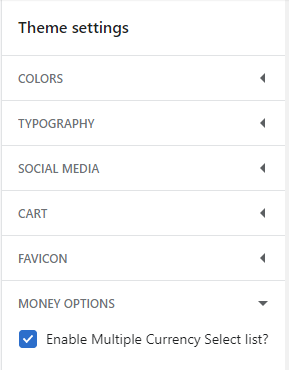 Theme settings
COLORS
TYPOGRAPHY
SOCIAL MEDIA
CART
FAVICON
MONEY OPTIONS
Enable Multiple Currency Select list?